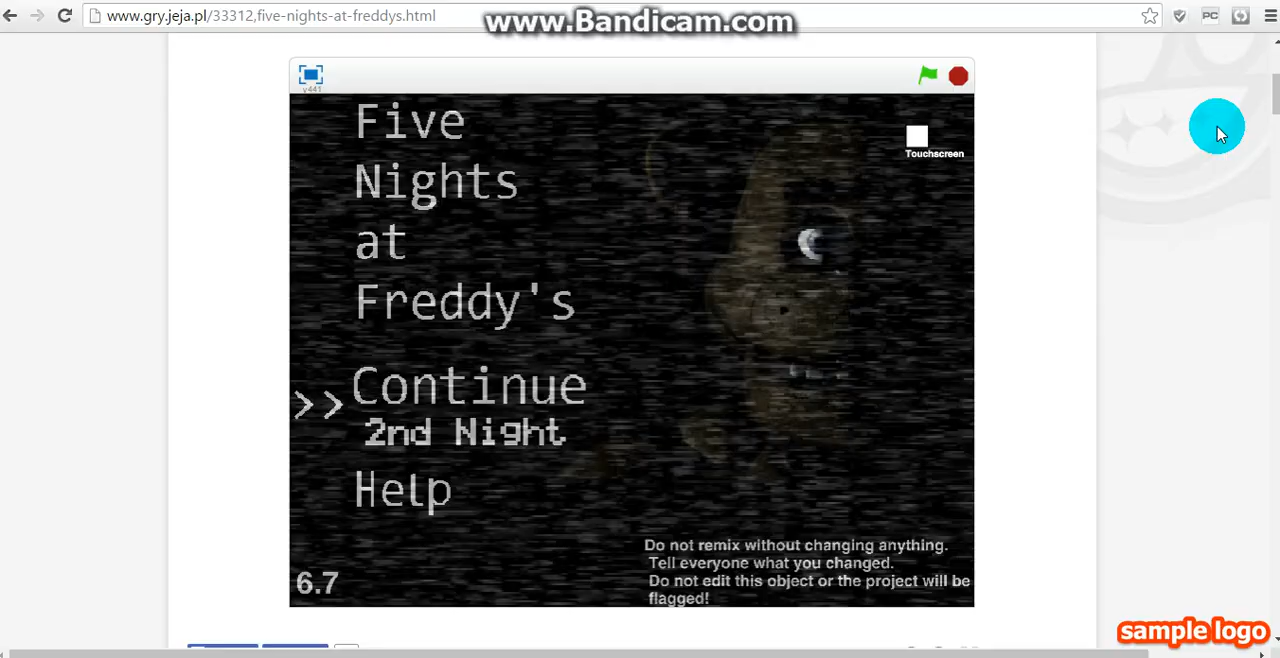 www.gry.jeja.pl/33312,five-nights-at-freddys.html
www.Bandicam.com
PC
v441
Five
Nights
at
Freddy's
Touchscreen
>> Continue
2nd Night
Help
Do not remix without changing anything.
Tell everyone what you changed.
Do not edit this object or the project will be
flagged!
6.7
sample logo